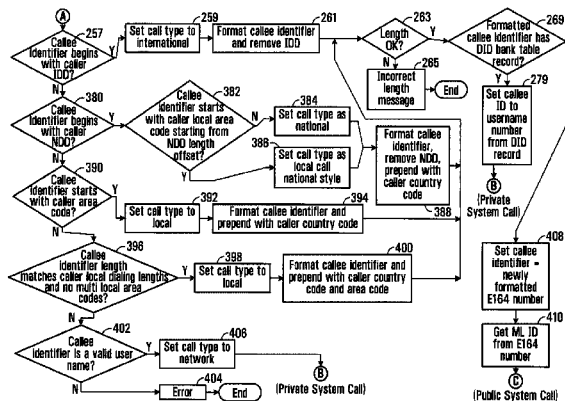 A
257
Callee
Identifier begins
with caller
IDD?
Y
N
259
Set call type to
international
261
Format callee identifier
and remove IDD
263
Length
OK?
Y
N
265
Incorrect
length
message
End
269
Formatted
callee
identifier has
DID bank table
record?
Y
N
279
Set callee
ID to
username
number
from DID
record
B
(Private
System Call)
380
Callee
Identifier begins
with caller
NDD?
Y
N
382
Callee
identifier starts
with caller local area
code starting from
NDD length
offset?
N
Y
384
Set call type as
national
386
Set call type as
local call
national style
Format callee
identifier,
remove NDD,
prepend with
caller country
code
388
390
Callee
Identifier starts
with caller area
code?
Y
N
392
Set call type to
local
394
Format callee identifier and
prepend with caller country code
396
Callee
identifier length
matches caller local dialing lengths
and no multi local area
codes?
Y
N
398
Set call type to
local
400
Format callee identifier and
prepend with caller country
code and area code
402
Callee
identifier is a valid user
name?
Y
N
406
Set call type to
network
B
(Private System Call)
404
Error
End
408
Set callee
identifier =
newly
formatted
E164 number
410
Get ML ID
from E164
number
C
(Public System Call)